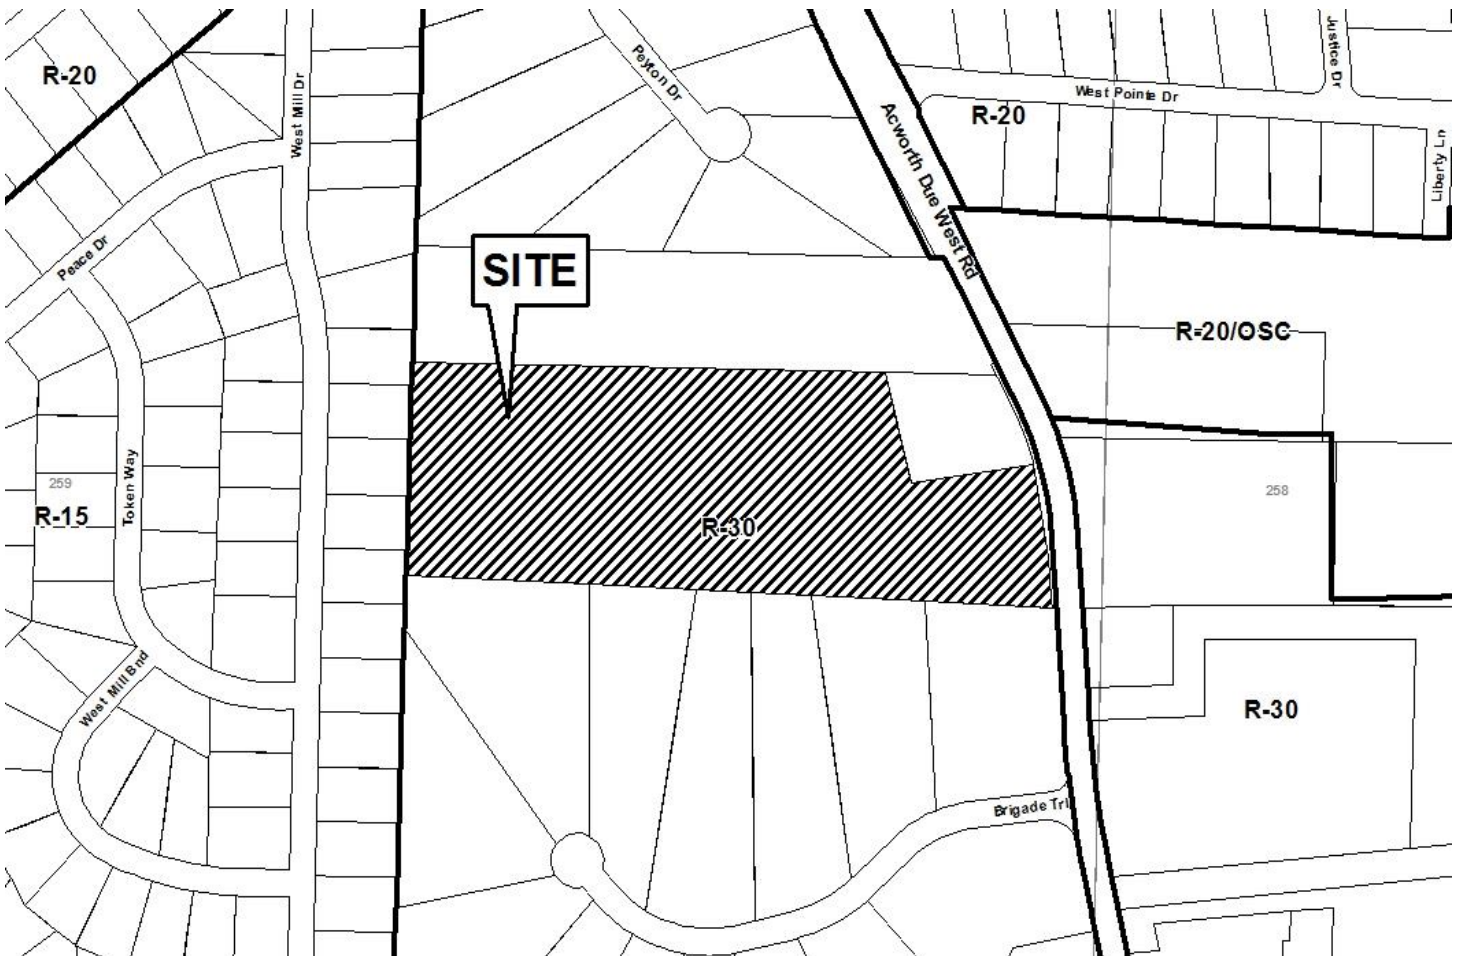 R-20
West Mill Dr
Peyton Dr
Justice Dr
West Pointe Dr
R-20
Acworth Due West Rd
Liberty Ln
Peace Dr
SITE
R-20/OSC
Token Way
259
R-15
258
R-30
West Mill Bnd
R-30
Brigade Trl